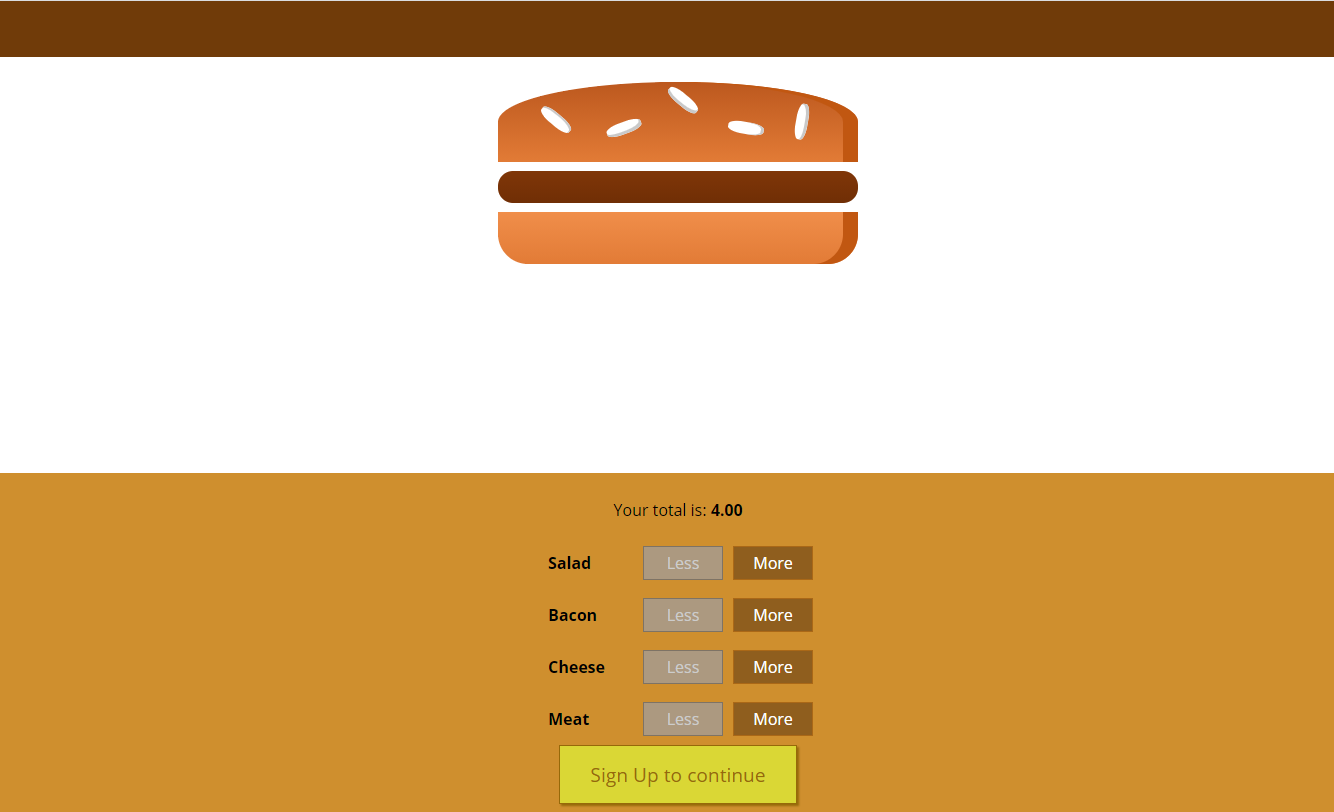 Your total is: 4.00
Salad Less More
Bacon Less More
Cheese Less More
Meat Less More
Sign Up to continue